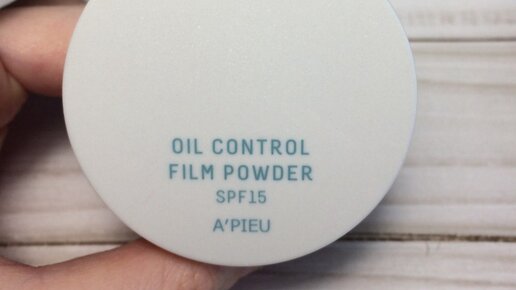 OIL CONTROL
FILM POWDER
SPF15
A'PIEU